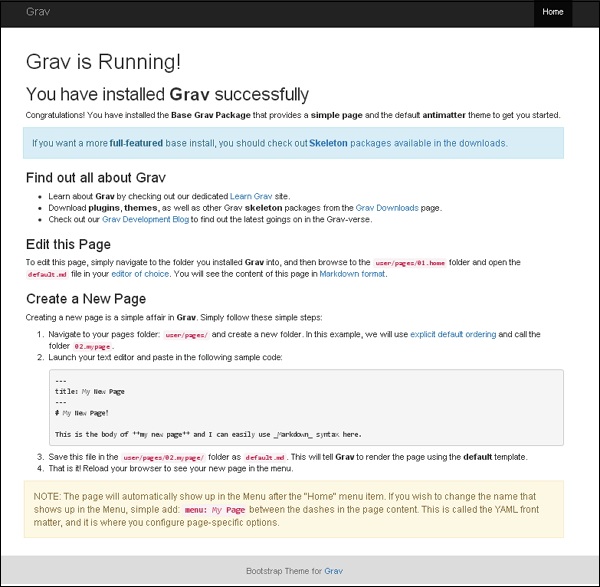 Grav
Home
Grav is Running!
You have installed Grav successfully
Congratulations! You have installed the Base Grav Package that provides a simple page and the default antimatter theme to get you started.
If you want a more full-featured base install, you should check out Skeleton packages available in the downloads.
Find out all about Grav
• Learn about Grav by checking out our dedicated Learn Grav site.
• Download plugins, themes, as well as other Grav skeleton packages from the Grav Downloads page.
• Check out our Grav Development Blog to find out the latest goings on in the Grav-verse.
Edit this Page
To edit this page, simply navigate to the folder you installed Grav into, and then browse to the user/pages/01.home folder and open the
default.md file in your editor of choice. You will see the content of this page in Markdown format.
Create a New Page
Creating a new page is a simple affair in Grav. Simply follow these simple steps:
1. Navigate to your pages folder: user/pages/ and create a new folder. In this example, we will use explicit default ordering and call the
folder 02.mypage.
2. Launch your text editor and paste in the following sample code:
---
title: My New Page
---
# My New Page!
This is the body of **my new page** and I can easily use _Markdown_ syntax here.
3. Save this file in the user/pages/02.mypage/ folder as default.md. This will tell Grav to render the page using the default template.
4. That is it! Reload your browser to see your new page in the menu.
NOTE: The page will automatically show up in the Menu after the "Home" menu item. If you wish to change the name that
shows up in the Menu, simple add: menu: My Page between the dashes in the page content. This is called the YAML front
matter, and it is where you configure page-specific options.
Bootstrap Theme for Grav